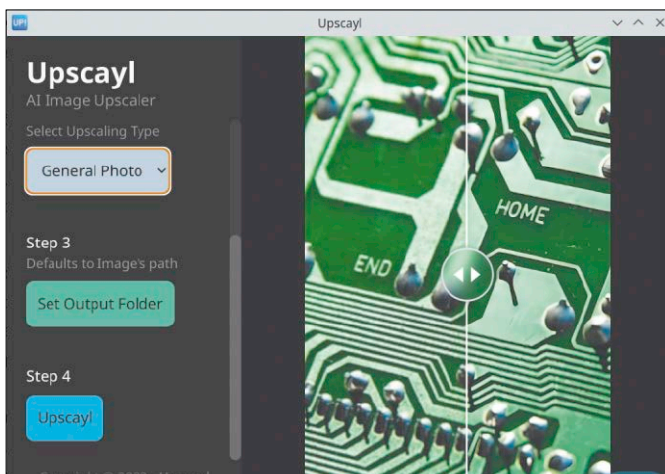 UP!
Upscayl
Upscayl
AI Image Upscaler
Select Upscaling Type
General Photo
Step 3
Defaults to Image's path
Set Output Folder
Step 4
Upscayl
HOME
END